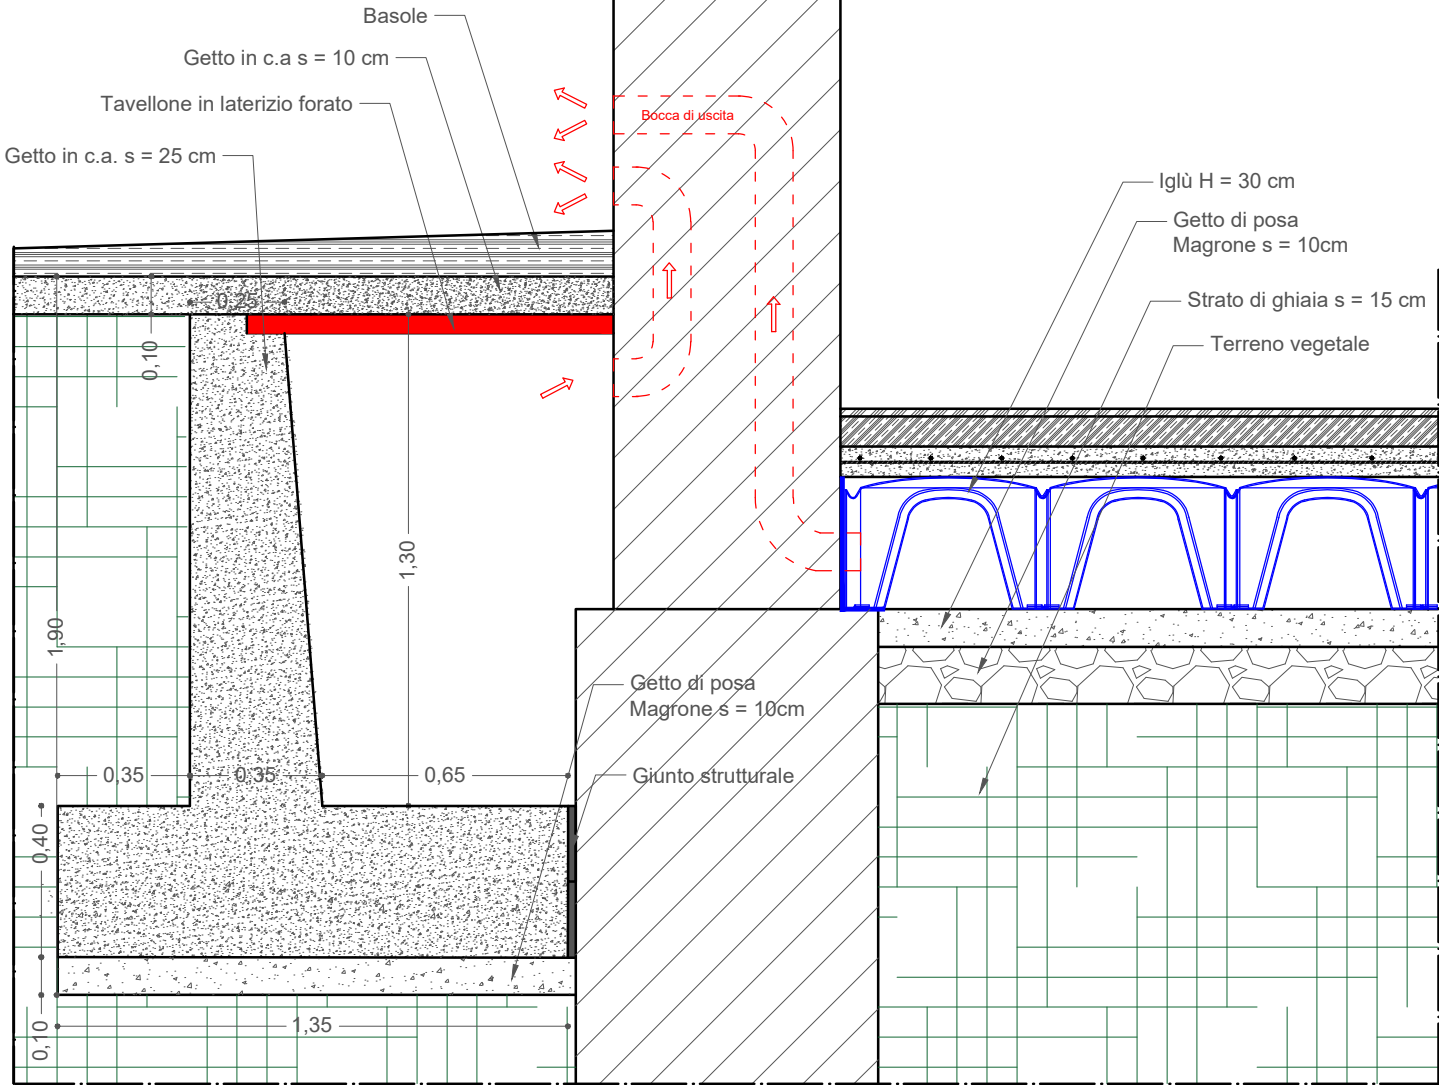 Basole
Getto in c.a s = 10 cm
Tavellone in laterizio forato
Getto in c.a. s = 25 cm
Bocca di uscita
Iglù H = 30 cm
Getto di posa
Magrone s = 10cm
Strato di ghiaia s = 15 cm
Terreno vegetale
0,25
0,10
1,30
1,90
Getto di posa
Magrone s = 10cm
Giunto strutturale
0,35
0,35
0,65
0,40
0,10
1,35